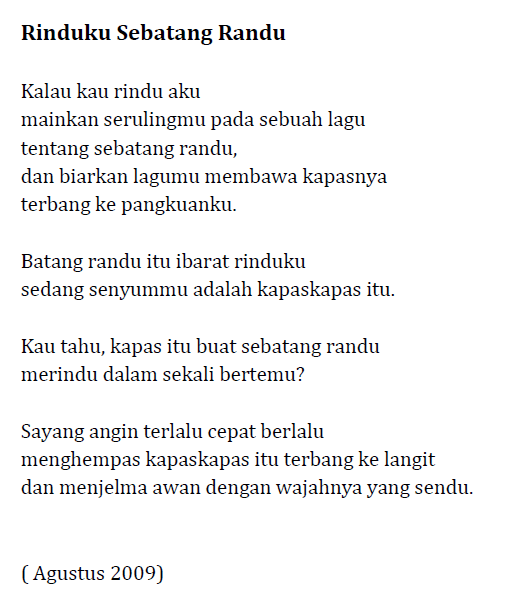 Rinduku Sebatang Randu
Kalau kau rindu aku
mainkan serulingmu pada sebuah lagu
tentang sebatang randu,
dan biarkan lagumu membawa kapasnya
terbang ke pangkuanku.
Batang randu itu ibarat rinduku
sedang senyummu adalah kapaskapas itu.
Kau tahu, kapas itu buat sebatang randu
merindu dalam sekali bertemu?
Sayang angin terlalu cepat berlalu
menghempas kapaskapas itu terbang ke langit
dan menjelma awan dengan wajahnya yang sendu.
( Agustus 2009)